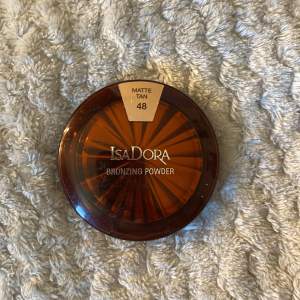 MATTE
TAN
48
ISADORA
BRONZING POWDER